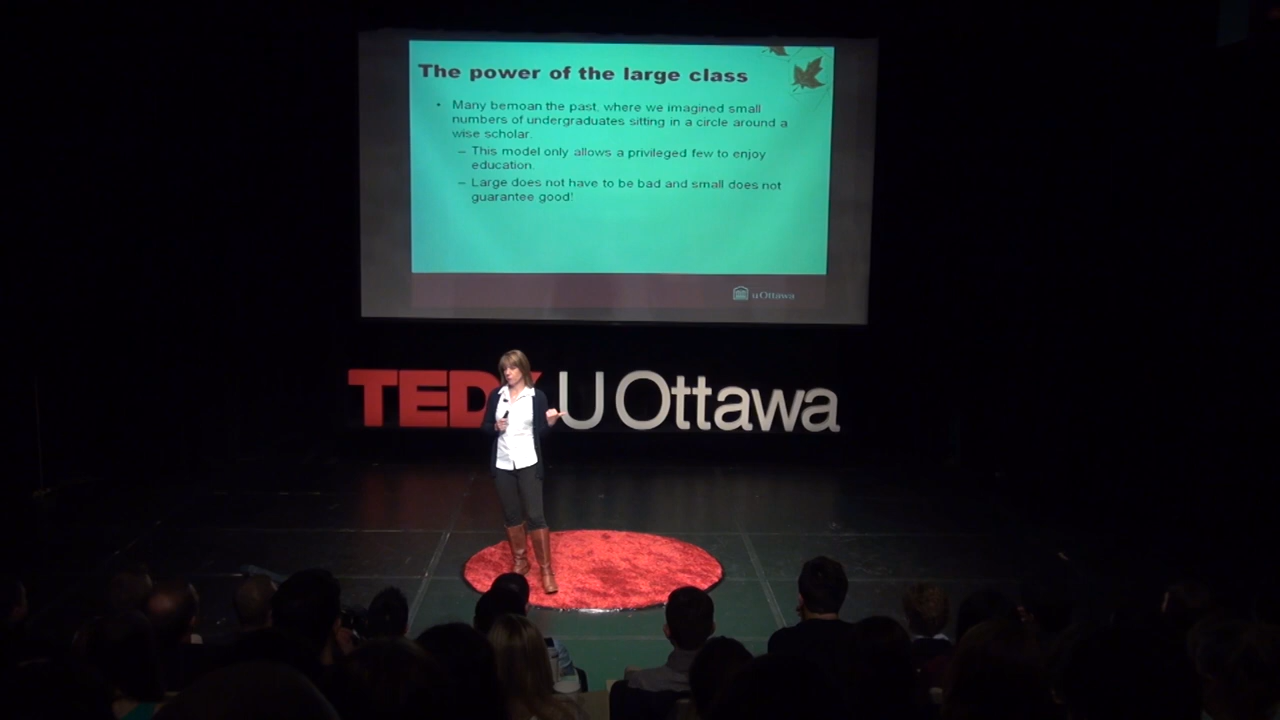 The power of the large class
• Many bemoan the past, where we imagined small
numbers of undergraduates sitting in a circle around a
wise scholar.
– This model only allows a privileged few to enjoy
education.
– Large does not have to be bad and small does not
guarantee good!
uOttawa
TEDx U Ottawa